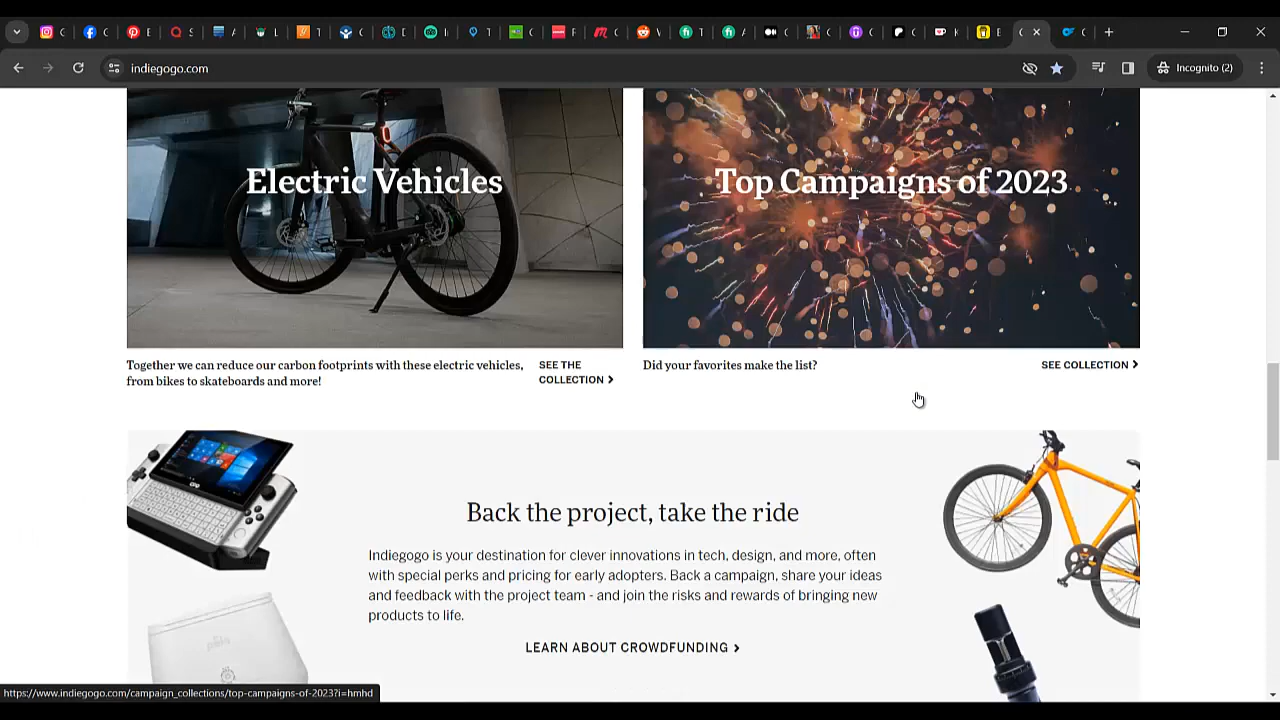 indiegogo.com
Incognito (2)
Electric Vehicles
Top Campaigns of 2023
Together we can reduce our carbon footprints with these electric vehicles,
from bikes to skateboards and more!
SEE THE
COLLECTION
Did your favorites make the list?
SEE COLLECTION
Back the project, take the ride
Indiegogo is your destination for clever innovations in tech, design, and more, often
with special perks and pricing for early adopters. Back a campaign, share your ideas
and feedback with the project team - and join the risks and rewards of bringing new
products to life.
LEARN ABOUT CROWDFUNDING
https://www.indiegogo.com/campaign_collections/top-campaigns-of-2023?i=hmhd